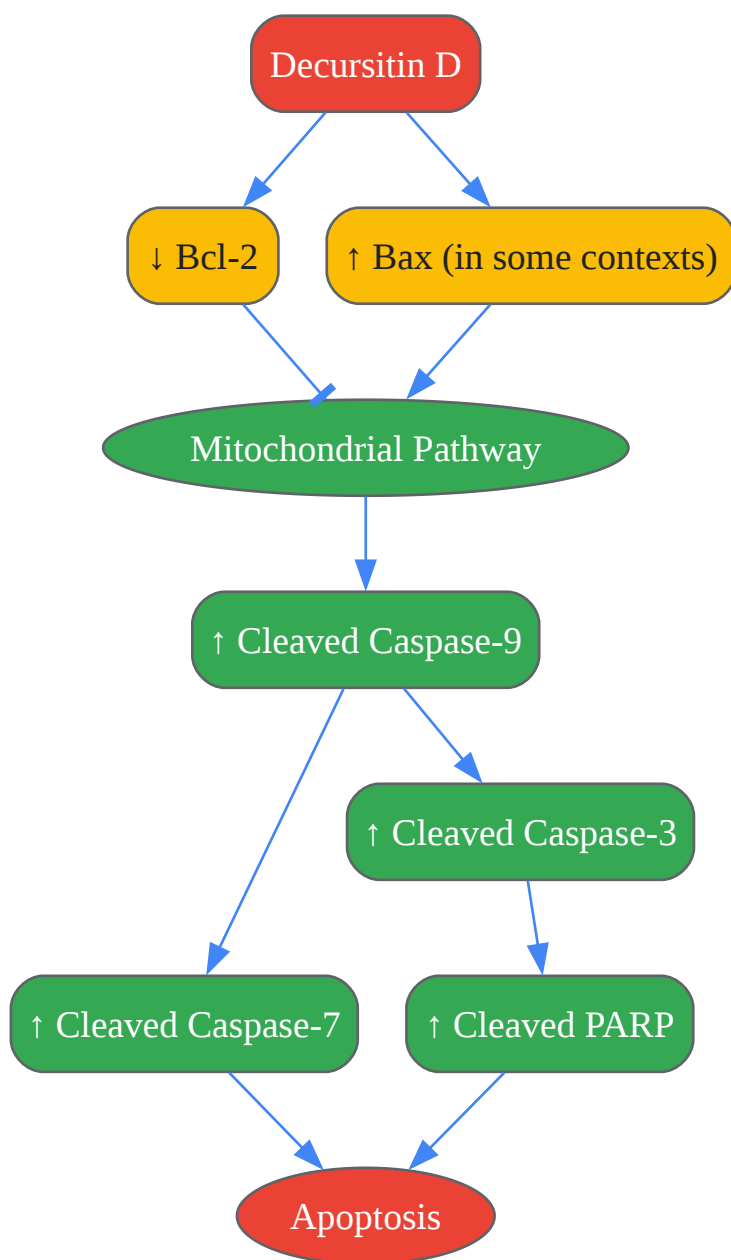 Decursitin D
↓ Bcl-2
↑ Bax (in some contexts)
Mitochondrial Pathway
↑ Cleaved Caspase-9
↑ Cleaved Caspase-3
↑ Cleaved Caspase-7
↑ Cleaved PARP
Apoptosis